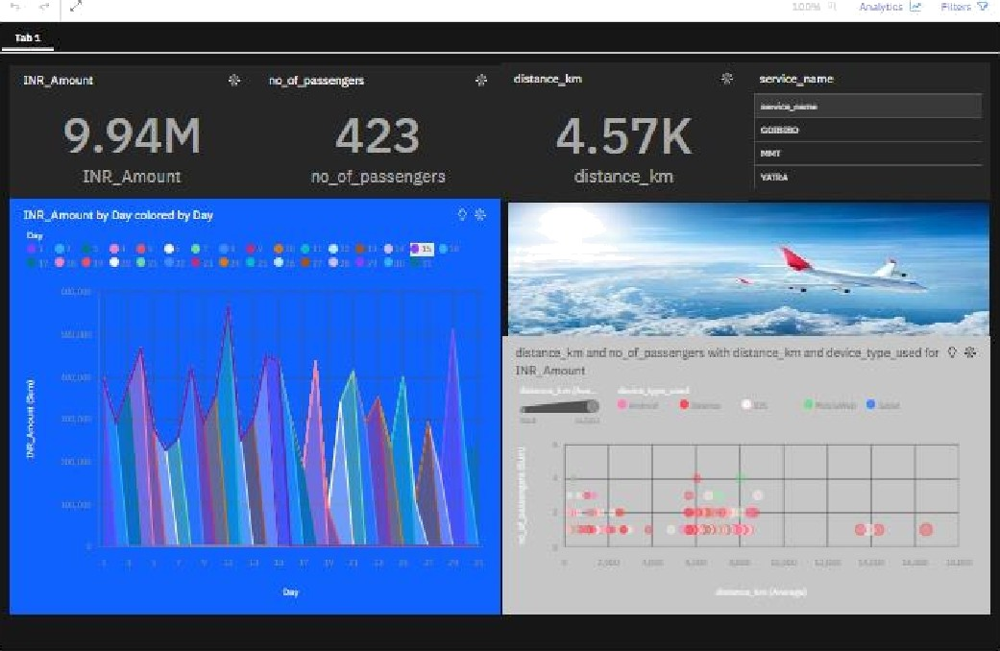 100%
Analytics
Filters
Tab 1
INR_Amount
9.94M
INR_Amount
no_of_passengers
423
no_of_passengers
distance_km
4.57K
distance_km
service_name
service_name
GOIBIBO
MMT
YATRA
INR_Amount by Day colored by Day
Day
1 2 3 4 5 6 7 8 9 10 11 12 13 14 15 16
17 18 19 20 21 22 23 24 25 26 27 28 29 30 31
INR_Amount (Sum)
600,000
500,000
400,000
300,000
200,000
100,000
0
1 3 5 7 9 11 13 15 17 19 21 23 25 27 29 31
Day
distance_km and no_of_passengers with distance_km and device_type_used for
INR_Amount
distance_km (Ave...
device_type_used
Android
IOS
MobileWeb
Tablet
no_of_passengers (Sum)
6
4
2
0
0 2,000 4,000 6,000 8,000 10,000 12,000 14,000 16,000 18,000
distance_km (Average)